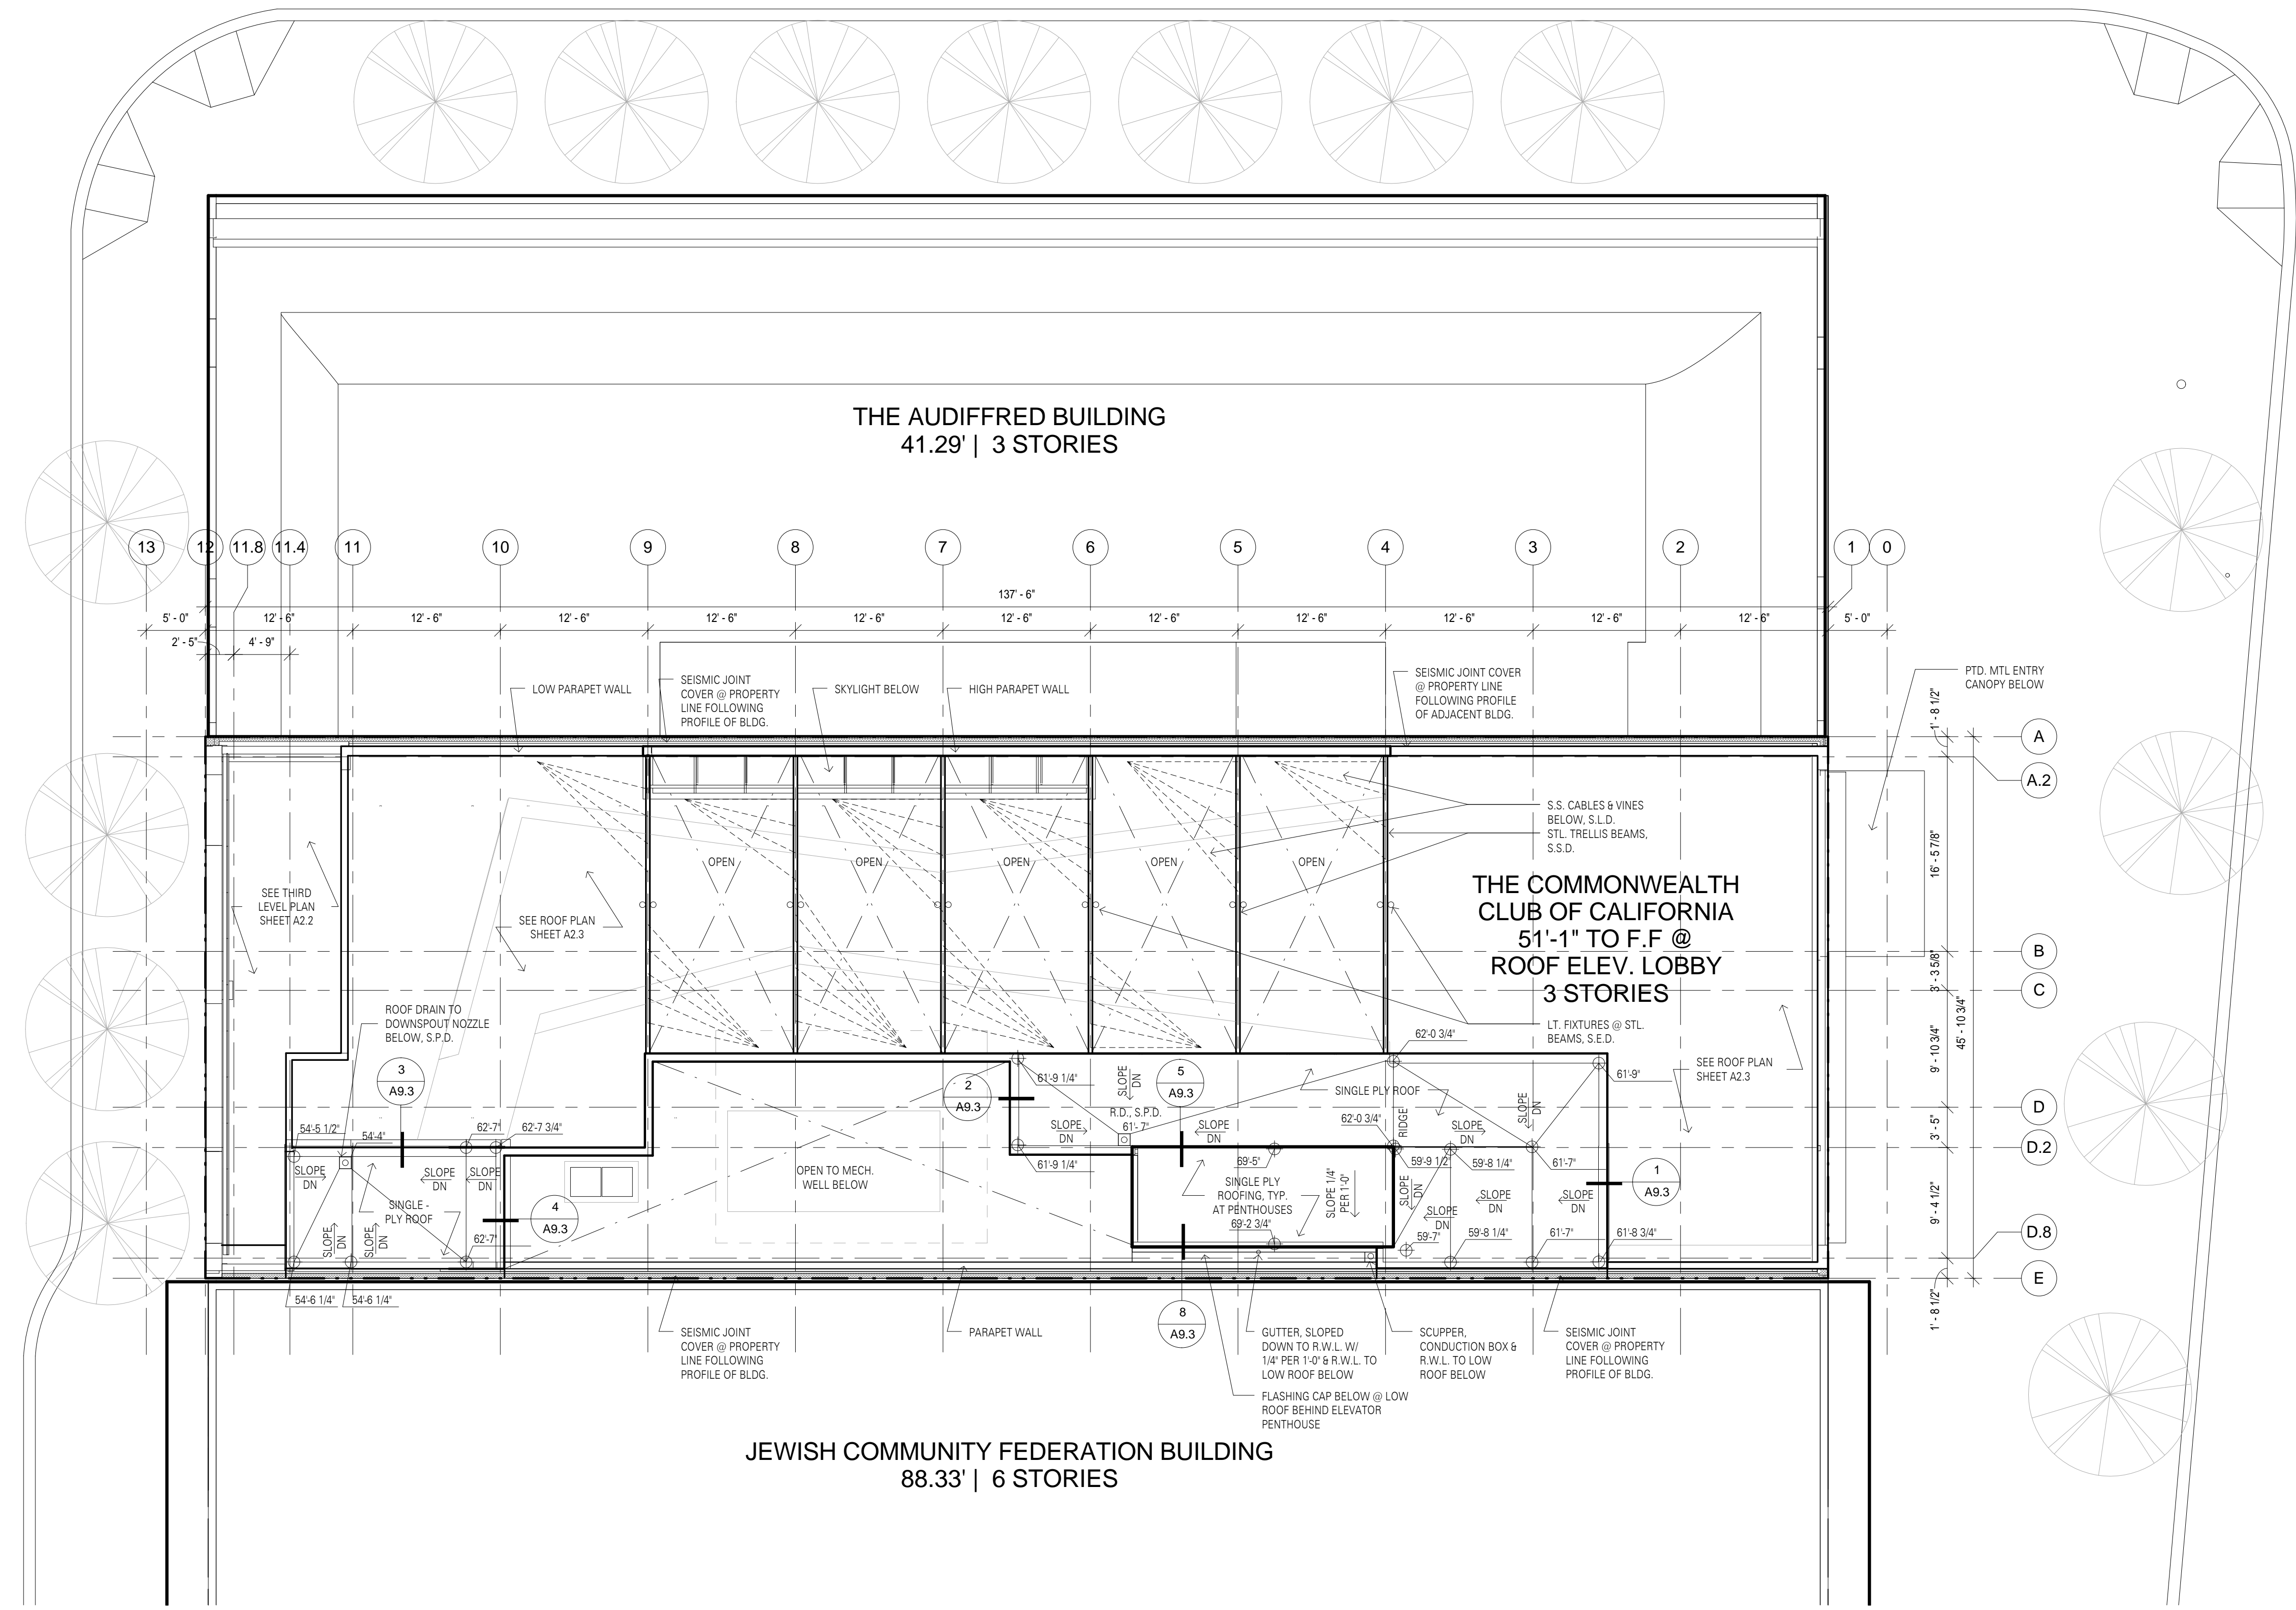 THE AUDIFFRED BUILDING
41.29' | 3 STORIES
13
12
11.8
11.4
11
10
9
8
7
6
5
4
3
2
1
0
137' - 6"
5' - 0"
12' - 6"
12' - 6"
12' - 6"
12' - 6"
12' - 6"
12' - 6"
12' - 6"
12' - 6"
12' - 6"
12' - 6"
12' - 6"
5' - 0"
2' - 5"
4' - 9"
LOW PARAPET WALL
SEISMIC JOINT
COVER @ PROPERTY
LINE FOLLOWING
PROFILE OF BLDG.
SKYLIGHT BELOW
HIGH PARAPET WALL
SEISMIC JOINT COVER
@ PROPERTY LINE
FOLLOWING PROFILE
OF ADJACENT BLDG.
PTD. MTL ENTRY
CANOPY BELOW
1' - 8 1/2"
A
A.2
16' - 5 7/8"
B
3' - 3 5/8"
C
45' - 10 3/4"
9' - 10 3/4"
D
3' - 5"
D.2
9' - 4 1/2"
D.8
E
1' - 8 1/2"
S.S. CABLES & VINES
BELOW, S.L.D.
STL. TRELLIS BEAMS,
S.S.D.
OPEN
OPEN
OPEN
OPEN
OPEN
SEE THIRD
LEVEL PLAN
SHEET A2.2
SEE ROOF PLAN
SHEET A2.3
THE COMMONWEALTH
CLUB OF CALIFORNIA
51'-1" TO F.F @
ROOF ELEV. LOBBY
3 STORIES
ROOF DRAIN TO
DOWNSPOUT NOZZLE
BELOW, S.P.D.
LT. FIXTURES @ STL.
BEAMS, S.E.D.
62'-0 3/4"
SEE ROOF PLAN
SHEET A2.3
3
A9.3
2
A9.3
61'-9 1/4"
SLOPE
DN
5
A9.3
SINGLE PLY ROOF
61'-9"
R.D., S.P.D.
61'- 7"
62'-0 3/4"
RIDGE
SLOPE
DN
SLOPE
DN
SLOPE
DN
SLOPE
DN
54'-5 1/2"
54'-4"
62'-7"
62'-7 3/4"
61'-9 1/4"
69'-5"
59'-9 1/2"
59'-8 1/4"
61'-7"
1
A9.3
SLOPE
DN
SLOPE
DN
SLOPE
DN
OPEN TO MECH.
WELL BELOW
SINGLE PLY
ROOFING, TYP.
AT PENTHOUSES
SLOPE 1/4"
PER 1'-0"
SLOPE
DN
SLOPE
DN
SLOPE
DN
SLOPE
DN
SINGLE -
PLY ROOF
4
A9.3
SLOPE
DN
SLOPE
DN
62'-7"
69'-2 3/4"
59'-7"
59'-8 1/4"
61'-7"
61'-8 3/4"
54'-6 1/4"
54'-6 1/4"
SEISMIC JOINT
COVER @ PROPERTY
LINE FOLLOWING
PROFILE OF BLDG.
PARAPET WALL
8
A9.3
GUTTER, SLOPED
DOWN TO R.W.L. W/
1/4" PER 1'-0" & R.W.L. TO
LOW ROOF BELOW
FLASHING CAP BELOW @ LOW
ROOF BEHIND ELEVATOR
PENTHOUSE
SCUPPER,
CONDUCTION BOX &
R.W.L. TO LOW
ROOF BELOW
SEISMIC JOINT
COVER @ PROPERTY
LINE FOLLOWING
PROFILE OF BLDG.
JEWISH COMMUNITY FEDERATION BUILDING
88.33' | 6 STORIES